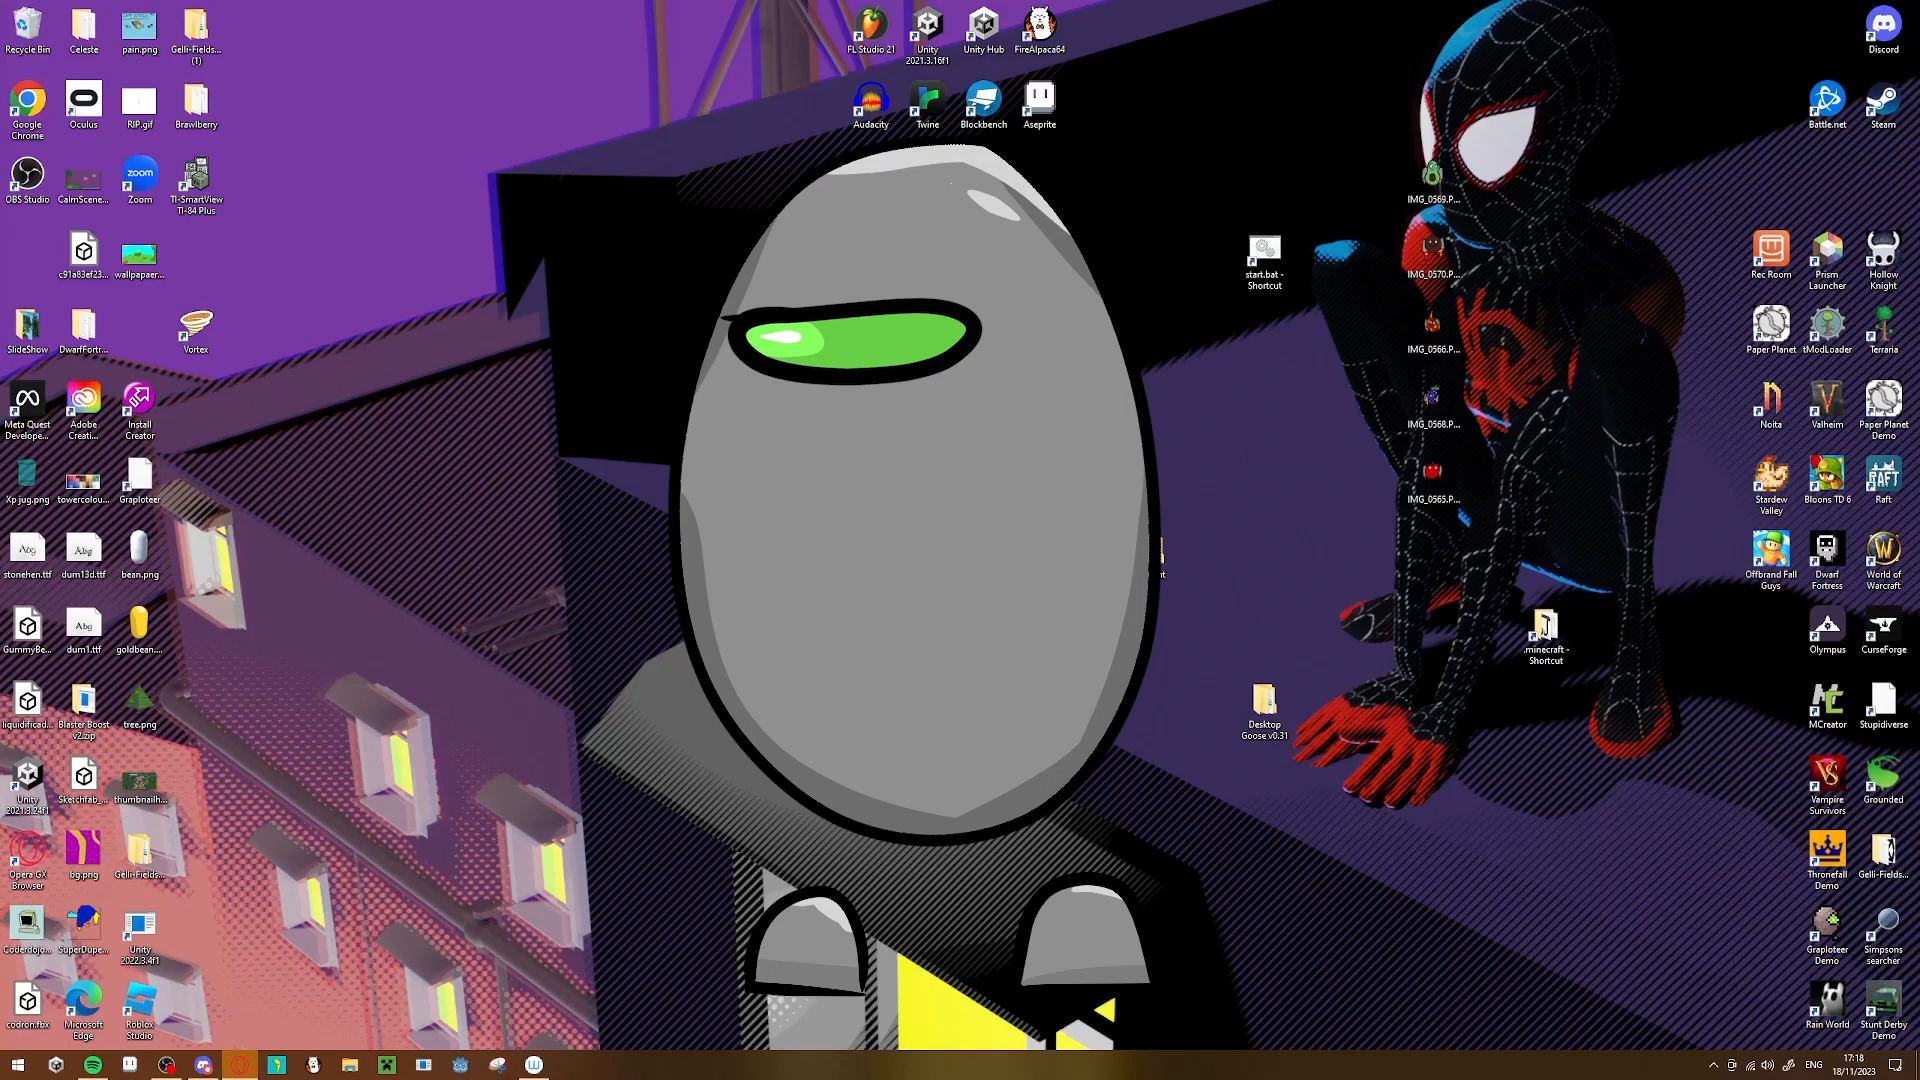 Recycle Bin
Celeste
pain.png
Gelli-Fields...
(1)
FL Studio 21
Unity
2021.3.16f1
Unity Hub
FireAlpaca64
Discord
Google
Chrome
Oculus
RIP.gif
Brawlberry
Audacity
Twine
Blockbench
Aseprite
Battle.net
Steam
OBS Studio
CalmScene...
zoom
Zoom
TI-SmartView
TI-84 Plus
IMG_0569.P...
c91a83ef23...
wallpapaer...
start.bat -
Shortcut
IMG_0570.P...
Rec Room
Prism
Launcher
Hollow
Knight
SlideShow
DwarfFortr...
Vortex
IMG_0566.P...
Paper Planet
tModLoader
Terraria
Meta Quest
Develope...
Adobe
Creati...
Install
Creator
IMG_0568.P...
Noita
Valheim
Paper Planet
Demo
Xp jug.png
towercolou...
Graploteer
IMG_0565.P...
Stardew
Valley
Bloons TD 6
RAFT
Raft
Abg
stonehen.ttf
Abg
dum13d.ttf
bean.png
nt
Offbrand Fall
Guys
Dwarf
Fortress
World of
Warcraft
GummyBe...
Abg
dum1.ttf
goldbean....
.minecraft -
Shortcut
Olympus
CurseForge
liquidificad...
Blaster Boost
v2.zip
tree.png
Desktop
Goose v0.31
MCreator
Stupidiverse
Unity
2021.3.24f1
Sketchfab_...
thumbnailh...
Vampire
Survivors
Grounded
Opera GX
Browser
bg.png
Gelli-Fields...
Thronefall
Demo
Gelli-Fields...
Coderdojo...
SuperDupe...
Unity
2022.3.4f1
Graploteer
Demo
Simpsons
searcher
codron.fbx
Microsoft
Edge
Roblox
Studio
Rain World
Stunt Derby
Demo
ENG
17:18
18/11/2023